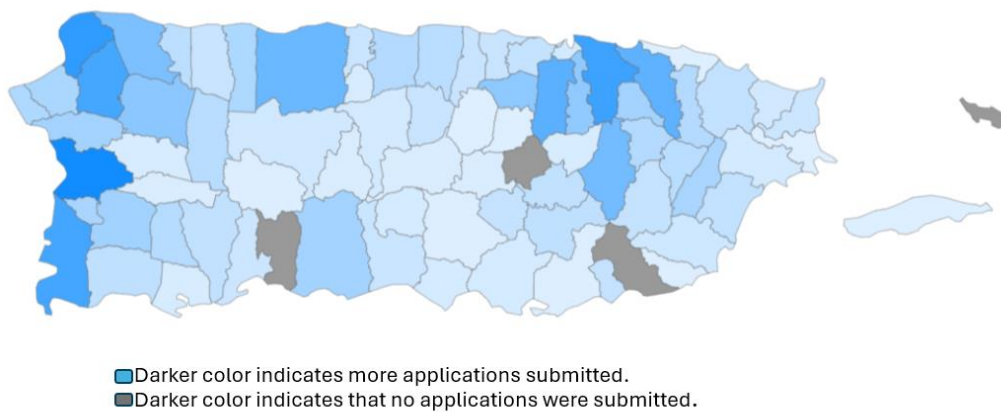 Darker color indicates more applications submitted.
Darker color indicates that no applications were submitted.